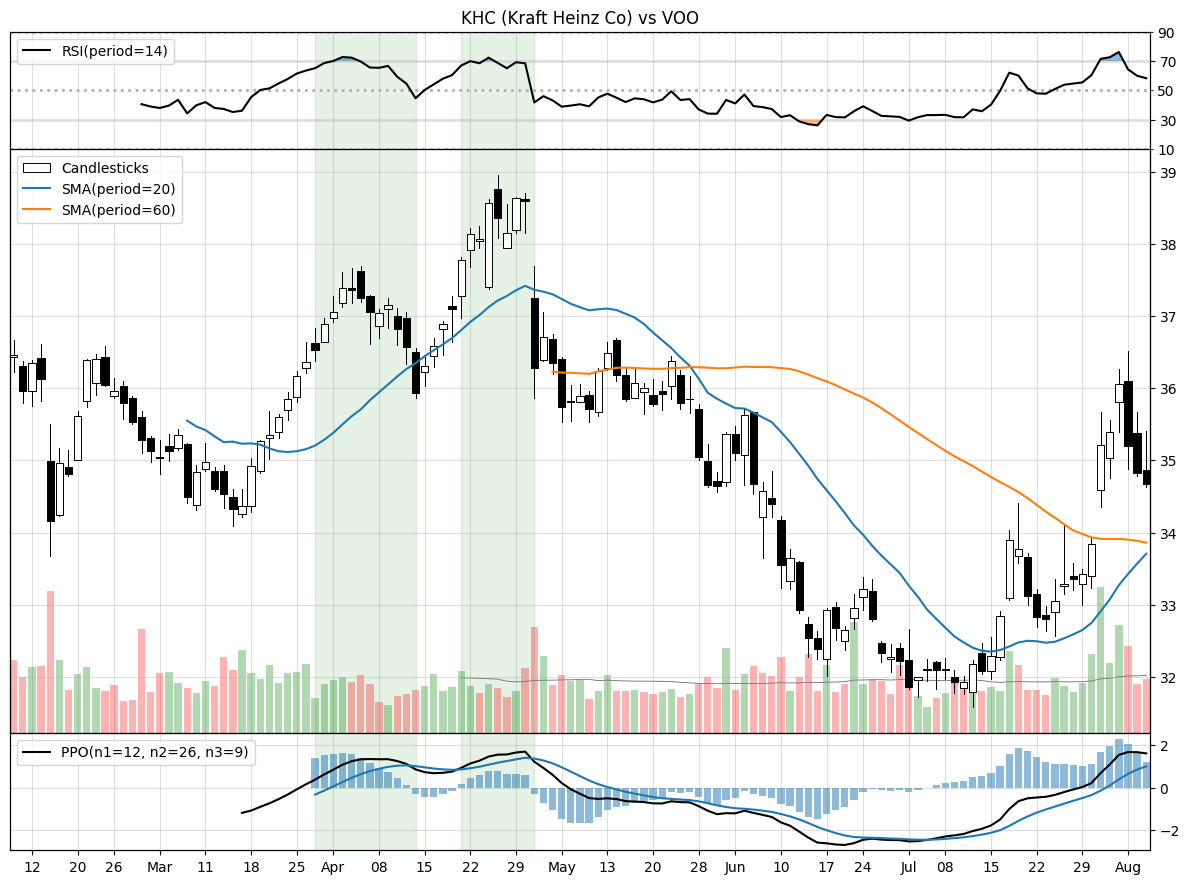 KHC (Kraft Heinz Co) vs VOO
RSI(period=14)
90
70
50
30
10
Candlesticks
SMA(period=20)
SMA(period=60)
39
38
37
36
35
34
33
32
PPO(n1=12, n2=26, n3=9)
2
0
−2
12 20 26 Mar 11 18 25 Apr 08 15 22 29 May 13 20 28 Jun 10 17 24 Jul 08 15 22 29 Aug